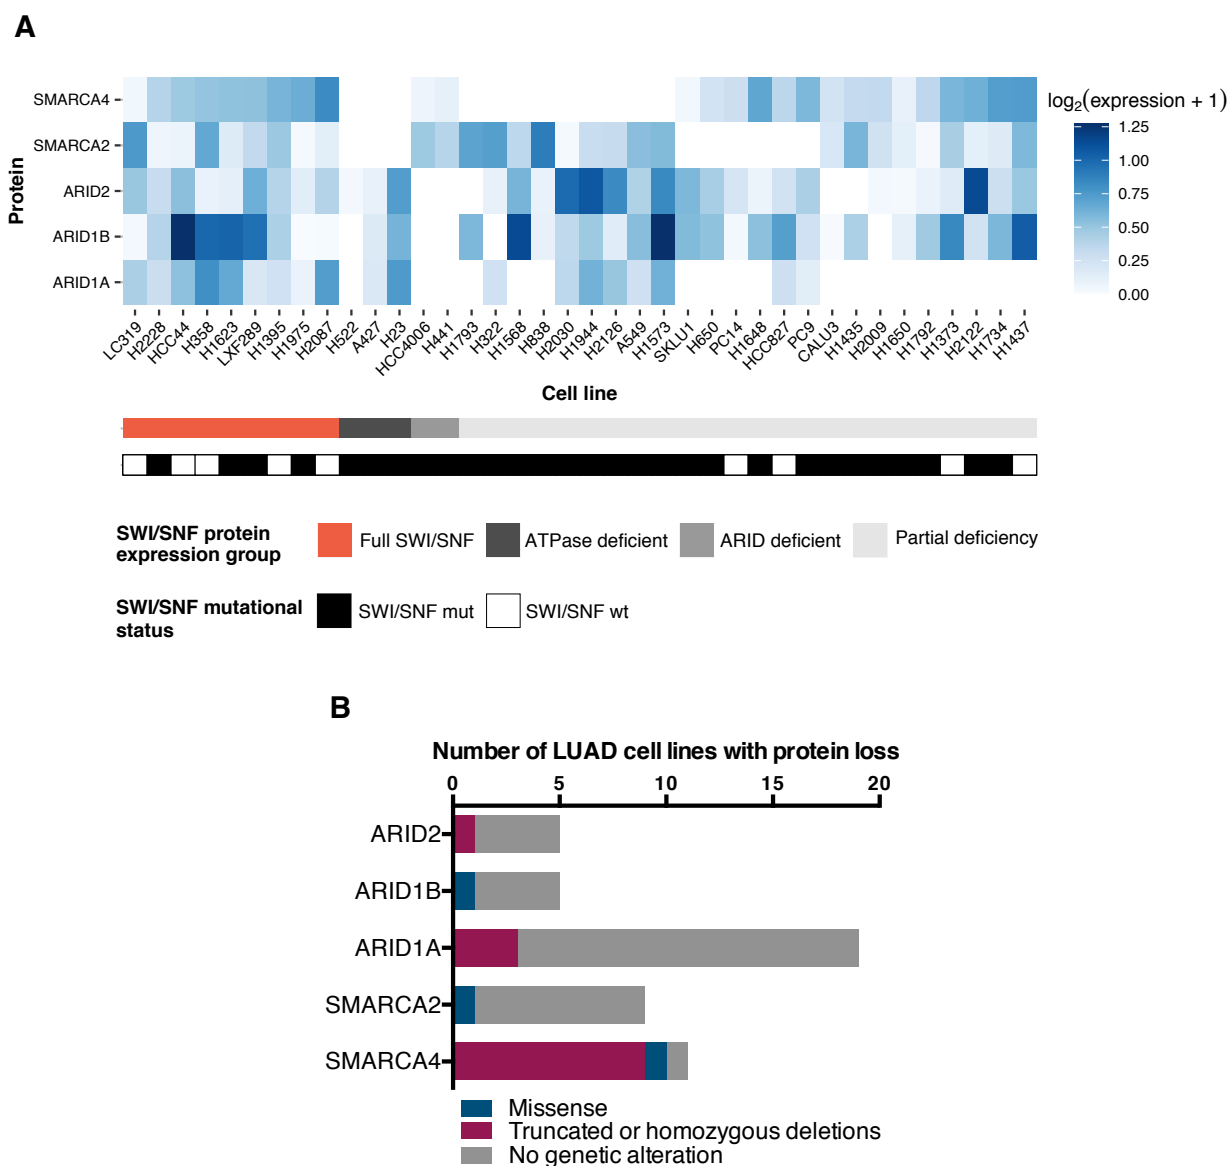 A
SMARCA4
SMARCA2
ARID2
ARID1B
ARID1A
Protein
log2(expression + 1)
1.25
1.00
0.75
0.50
0.25
0.00
LC319 H2228 HCC44 H358 H1623 LXF289 H1395 H1975 H2087 H522 A427 H23 HCC4006 H441 H1793 H322 H1568 H838 H2030 H1944 H2126 A549 H1573 SKLU1 H650 PC14 H1648 HCC827 PC9 CALU3 H1435 H2009 H1650 H1792 H1373 H2122 H1734 H1437
Cell line
SWI/SNF protein
expression group
Full SWI/SNF ATPase deficient ARID deficient Partial deficiency
SWI/SNF mutational
status
SWI/SNF mut SWI/SNF wt
B
Number of LUAD cell lines with protein loss
0 5 10 15 20
ARID2
ARID1B
ARID1A
SMARCA2
SMARCA4
Missense
Truncated or homozygous deletions
No genetic alteration